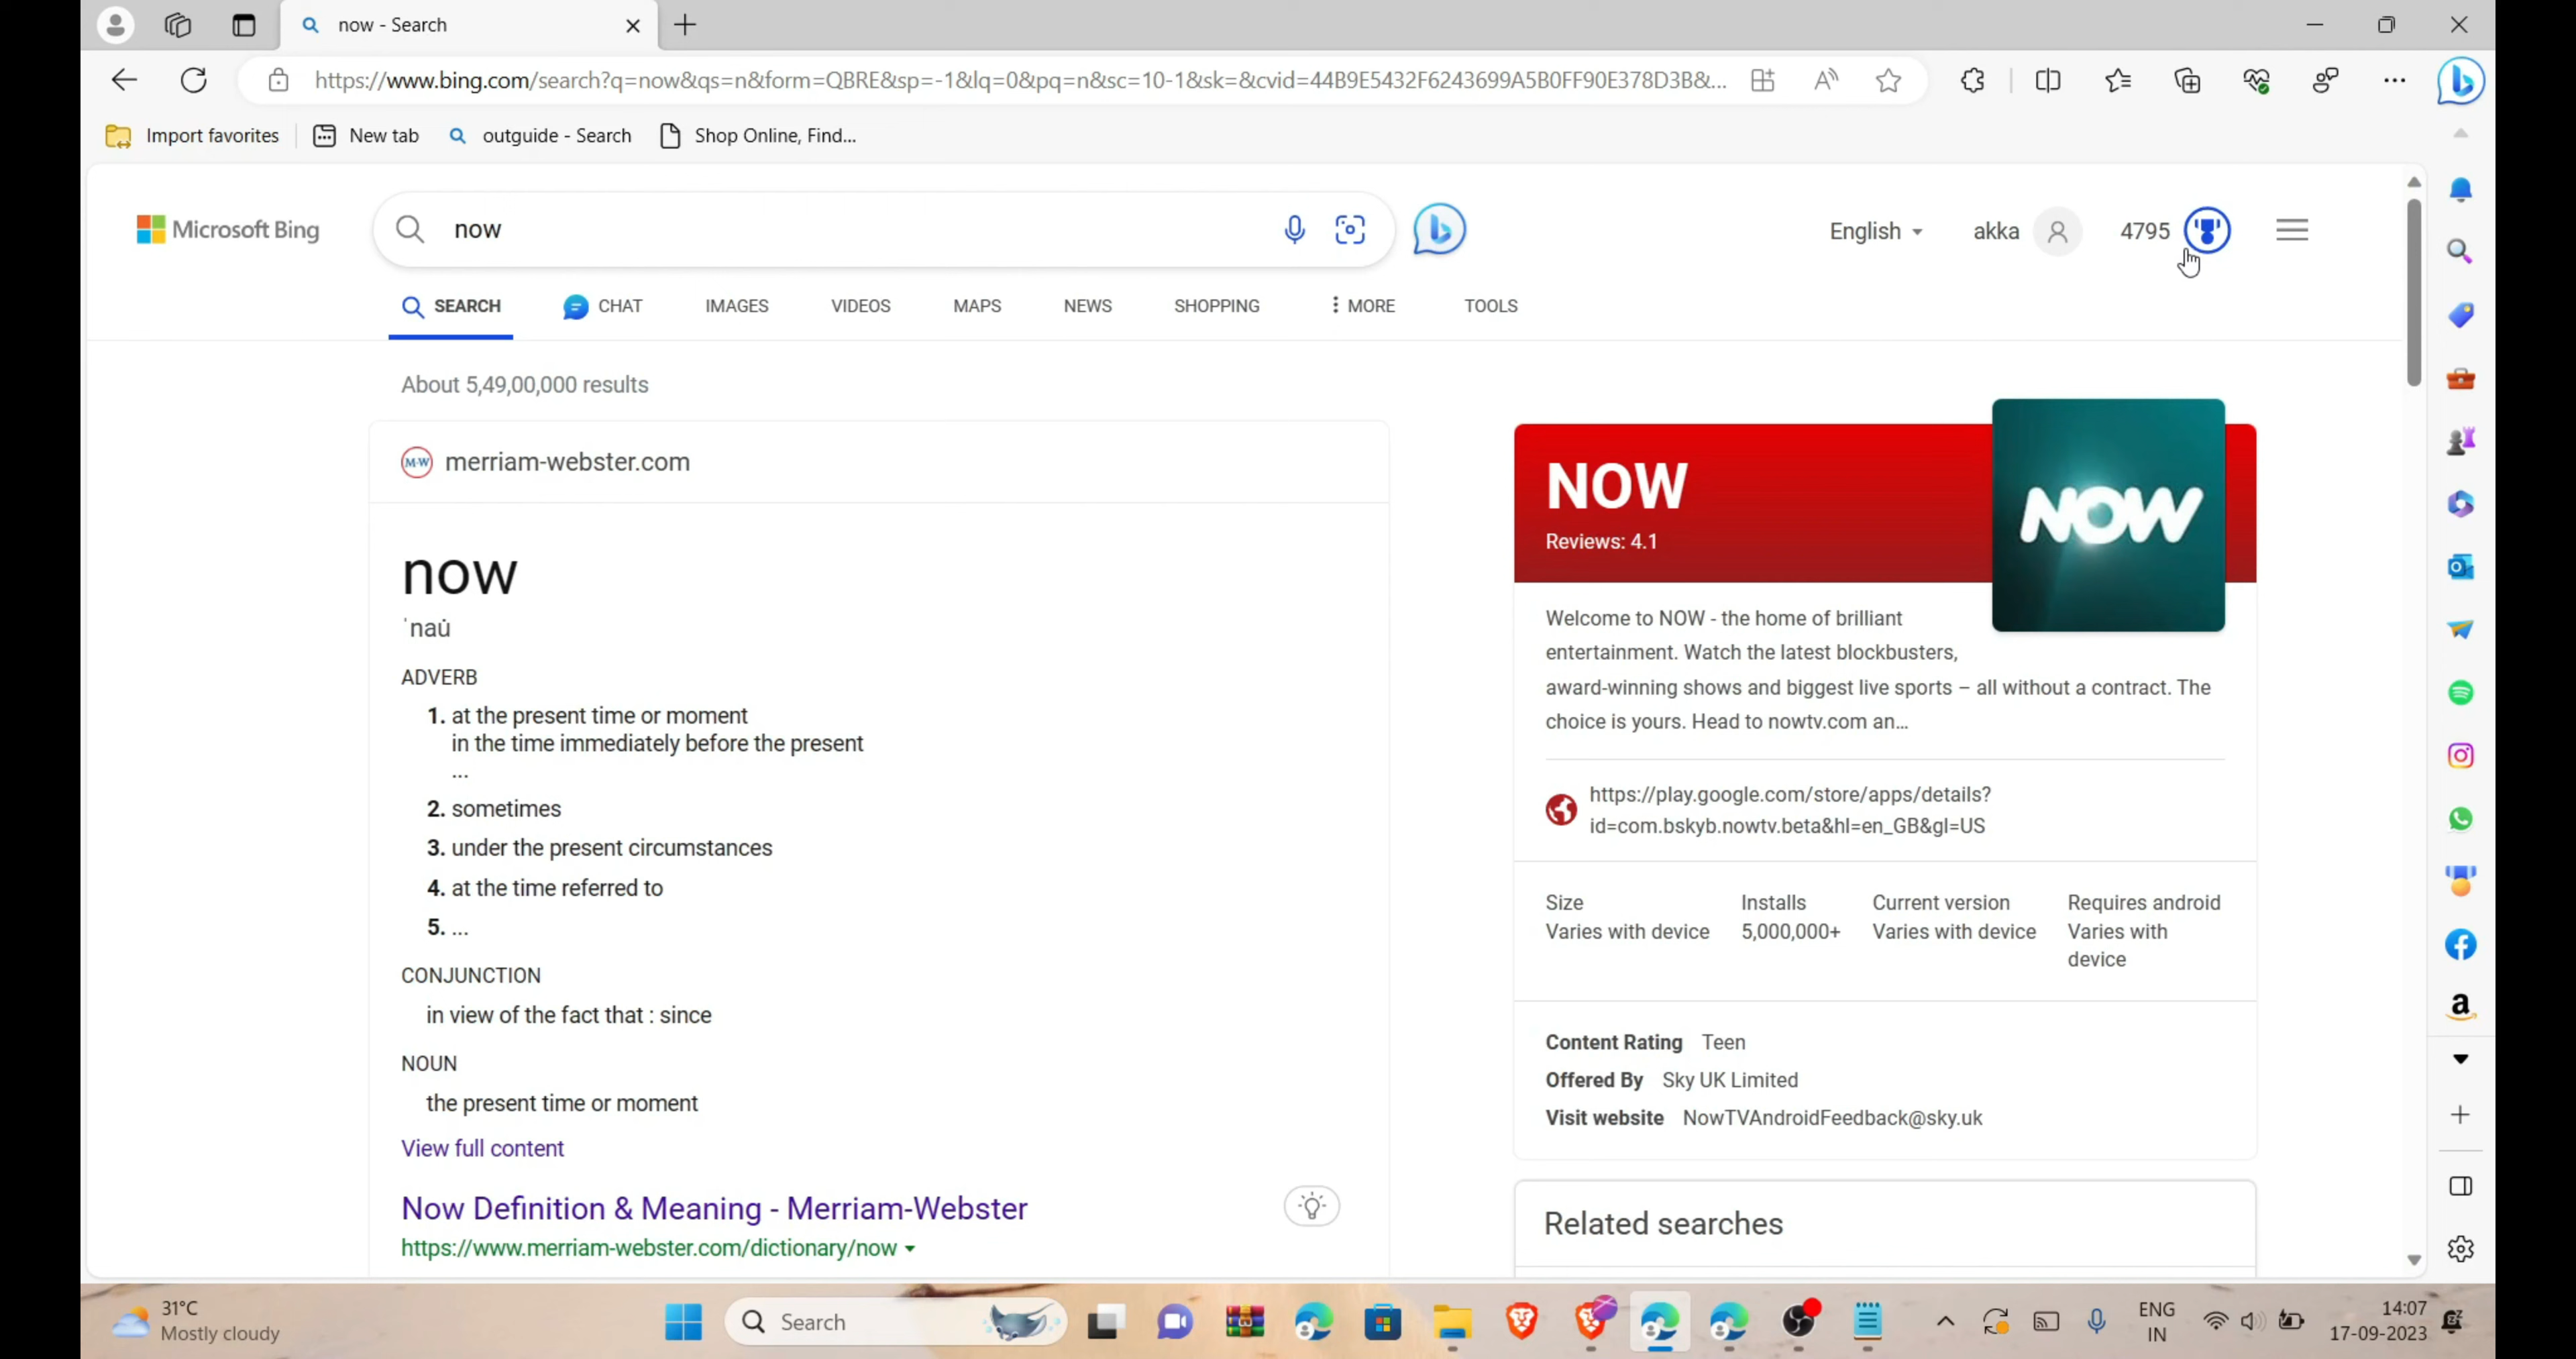 now - Search
https://www.bing.com/search?q=now&qs=n&form=QBRE&sp=-1&lq=0&pq=n&sc=10-1&sk=&cvid=44B9E5432F6243699A5B0FF90E378D3B&...
Import favorites
New tab
outguide - Search
Shop Online, Find...
Microsoft Bing
now
English
akka
4795
SEARCH
CHAT
IMAGES
VIDEOS
MAPS
NEWS
SHOPPING
MORE
TOOLS
About 5,49,00,000 results
M-W merriam-webster.com
now
ˈnau̇
ADVERB
1. at the present time or moment
in the time immediately before the present
...
2. sometimes
3. under the present circumstances
4. at the time referred to
5. ...
CONJUNCTION
in view of the fact that : since
NOUN
the present time or moment
View full content
Now Definition & Meaning - Merriam-Webster
https://www.merriam-webster.com/dictionary/now
NOW
Reviews: 4.1
NOW
Welcome to NOW - the home of brilliant
entertainment. Watch the latest blockbusters,
award-winning shows and biggest live sports – all without a contract. The
choice is yours. Head to nowtv.com an...
https://play.google.com/store/apps/details?
id=com.bskyb.nowtv.beta&hl=en_GB&gl=US
Size
Varies with device
Installs
5,000,000+
Current version
Varies with device
Requires android
Varies with
device
Content Rating Teen
Offered By Sky UK Limited
Visit website NowTVAndroidFeedback@sky.uk
Related searches
31°C
Mostly cloudy
Search
ENG
IN
14:07
17-09-2023